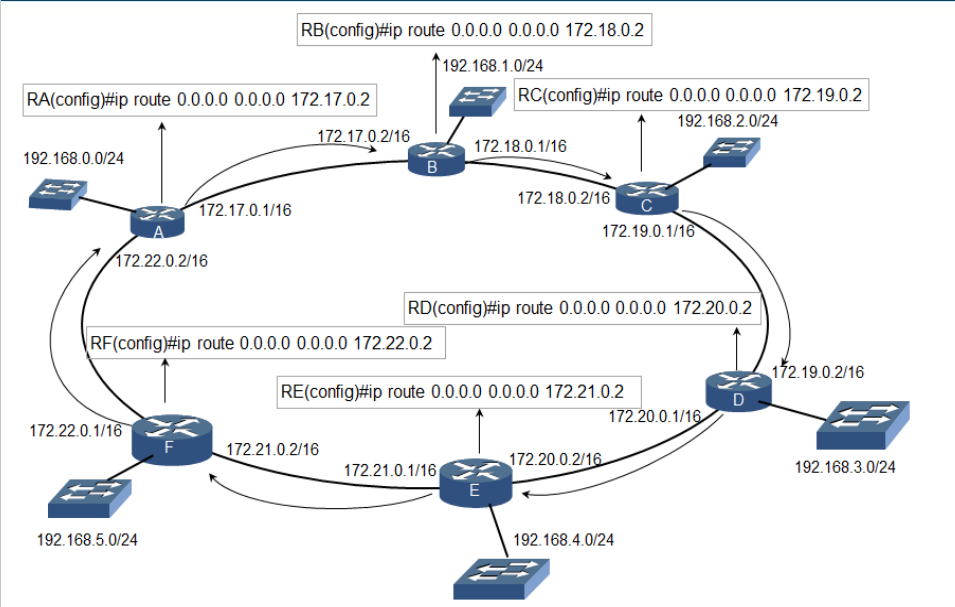 RB(config)#ip route 0.0.0.0 0.0.0.0 172.18.0.2
192.168.1.0/24
RA(config)#ip route 0.0.0.0 0.0.0.0 172.17.0.2
RC(config)#ip route 0.0.0.0 0.0.0.0 172.19.0.2
192.168.2.0/24
172.17.0.2/16
172.18.0.1/16
192.168.0.0/24
B
172.18.0.2/16
C
172.17.0.1/16
A
172.19.0.1/16
172.22.0.2/16
RD(config)#ip route 0.0.0.0 0.0.0.0 172.20.0.2
RF(config)#ip route 0.0.0.0 0.0.0.0 172.22.0.2
172.19.0.2/16
RE(config)#ip route 0.0.0.0 0.0.0.0 172.21.0.2
D
172.20.0.1/16
172.22.0.1/16
F
172.21.0.2/16
172.20.0.2/16
172.21.0.1/16
192.168.3.0/24
E
192.168.5.0/24
192.168.4.0/24